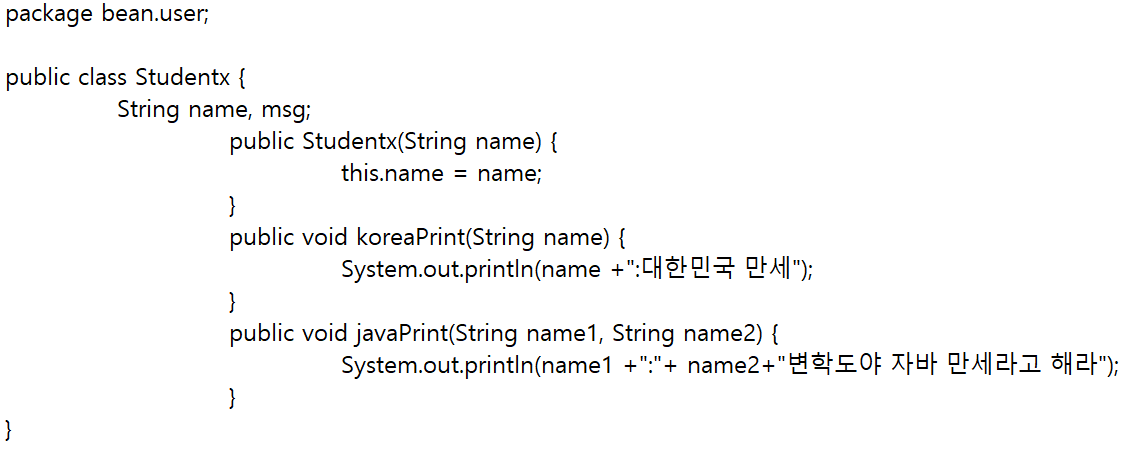 package bean.user;
public class Studentx {
String name, msg;
public Studentx(String name) {
this.name = name;
}
public void koreaPrint(String name) {
System.out.println(name +":대한민국 만세");
}
public void javaPrint(String name1, String name2) {
System.out.println(name1 +":"+ name2+"변학도야 자바 만세라고 해라");
}
}